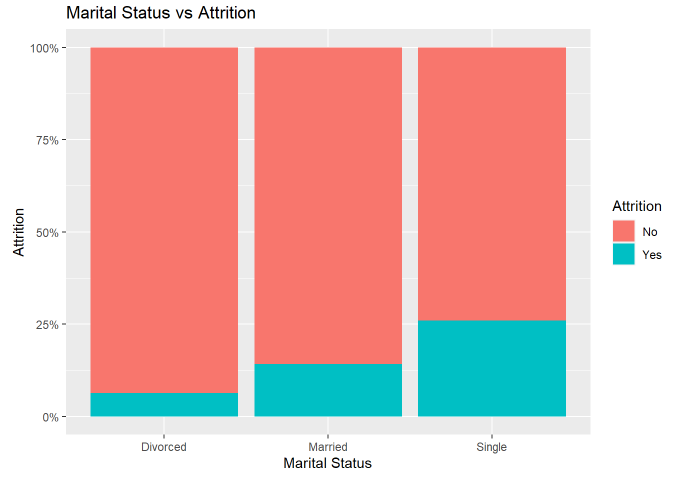 Marital Status vs Attrition
100%
75%
50%
25%
0%
Attrition
Divorced
Married
Single
Marital Status
Attrition
No
Yes